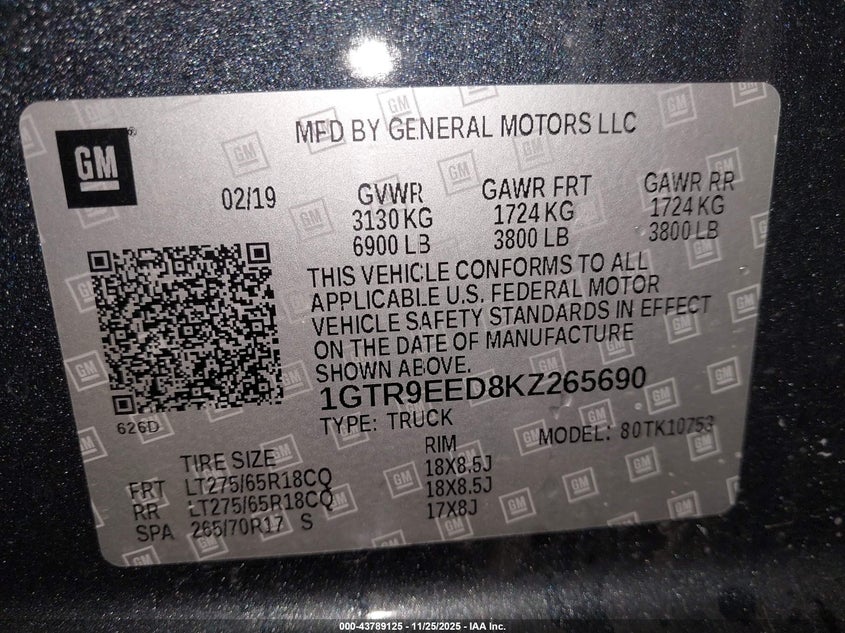 MFD BY GENERAL MOTORS LLC
GM
02/19
GVWR GAWR FRT GAWR RR
3130 KG 1724 KG 1724 KG
6900 LB 3800 LB 3800 LB
THIS VEHICLE CONFORMS TO ALL
APPLICABLE U.S. FEDERAL MOTOR
VEHICLE SAFETY STANDARDS IN EFFECT
ON THE DATE OF MANUFACTURE
SHOWN ABOVE.
1GTR9EED8KZ265690
626D
TYPE: TRUCK MODEL: 80TK10753
TIRE SIZE RIM
FRT LT275/65R18CQ 18X8.5J
RR LT275/65R18CQ 18X8.5J
SPA 265/70R17 S 17X8J
000-43789125 - 11/25/2025 - IAA Inc.